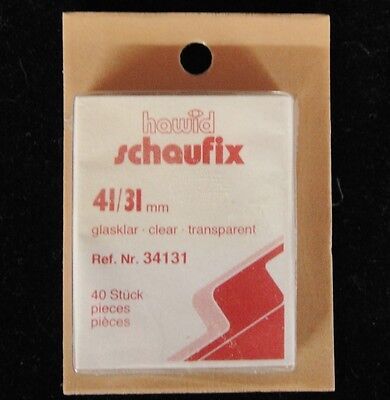 hawid
schaufix
41/31 mm
glasklar · clear · transparent
Ref. Nr. 34131
40 Stück
pieces
pièces